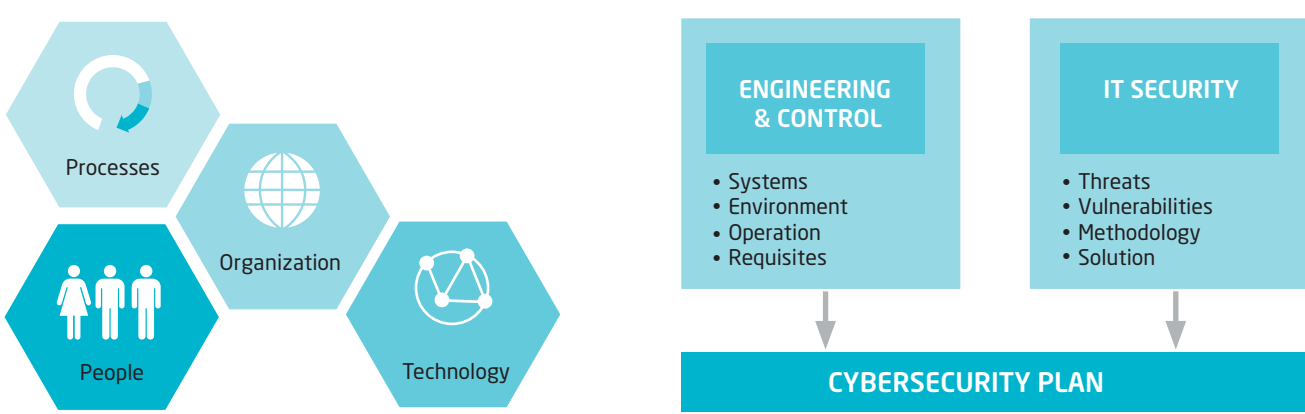 Processes
Organization
People
Technology
ENGINEERING
& CONTROL
• Systems
• Environment
• Operation
• Requisites
IT SECURITY
• Threats
• Vulnerabilities
• Methodology
• Solution
CYBERSECURITY PLAN